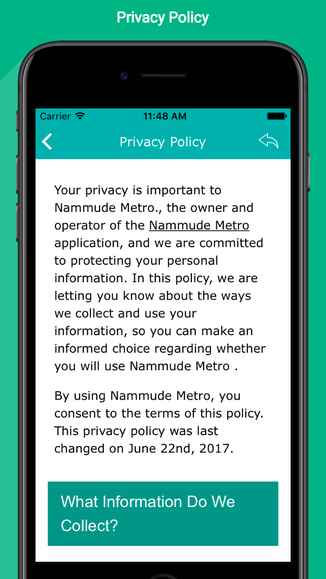 Privacy Policy
Carrier 11:48 AM
Privacy Policy
Your privacy is important to
Nammude Metro., the owner and
operator of the Nammude Metro
application, and we are committed
to protecting your personal
information. In this policy, we are
letting you know about the ways
we collect and use your
information, so you can make an
informed choice regarding whether
you will use Nammude Metro .
By using Nammude Metro, you
consent to the terms of this policy.
This privacy policy was last
changed on June 22nd, 2017.
What Information Do We
Collect?